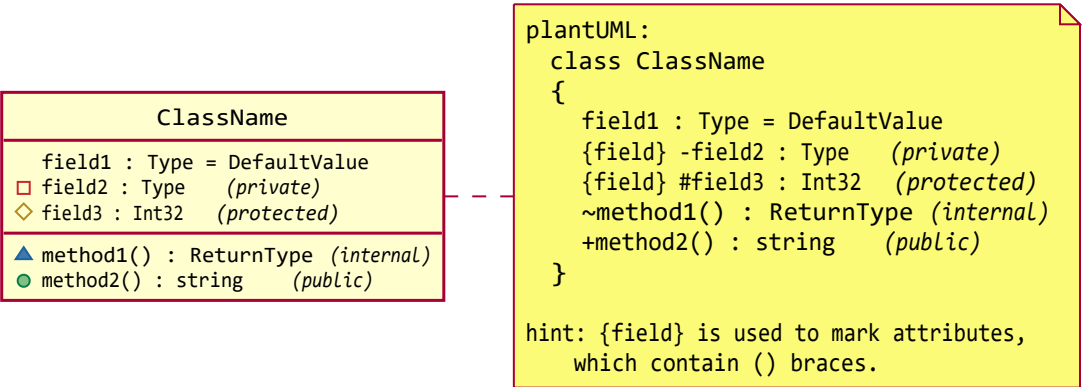 ClassName
field1 : Type = DefaultValue
field2 : Type (private)
field3 : Int32 (protected)
method1() : ReturnType (internal)
method2() : string (public)
plantUML:
class ClassName
{
field1 : Type = DefaultValue
{field} -field2 : Type (private)
{field} #field3 : Int32 (protected)
~method1() : ReturnType (internal)
+method2() : string (public)
}
hint: {field} is used to mark attributes,
which contain () braces.